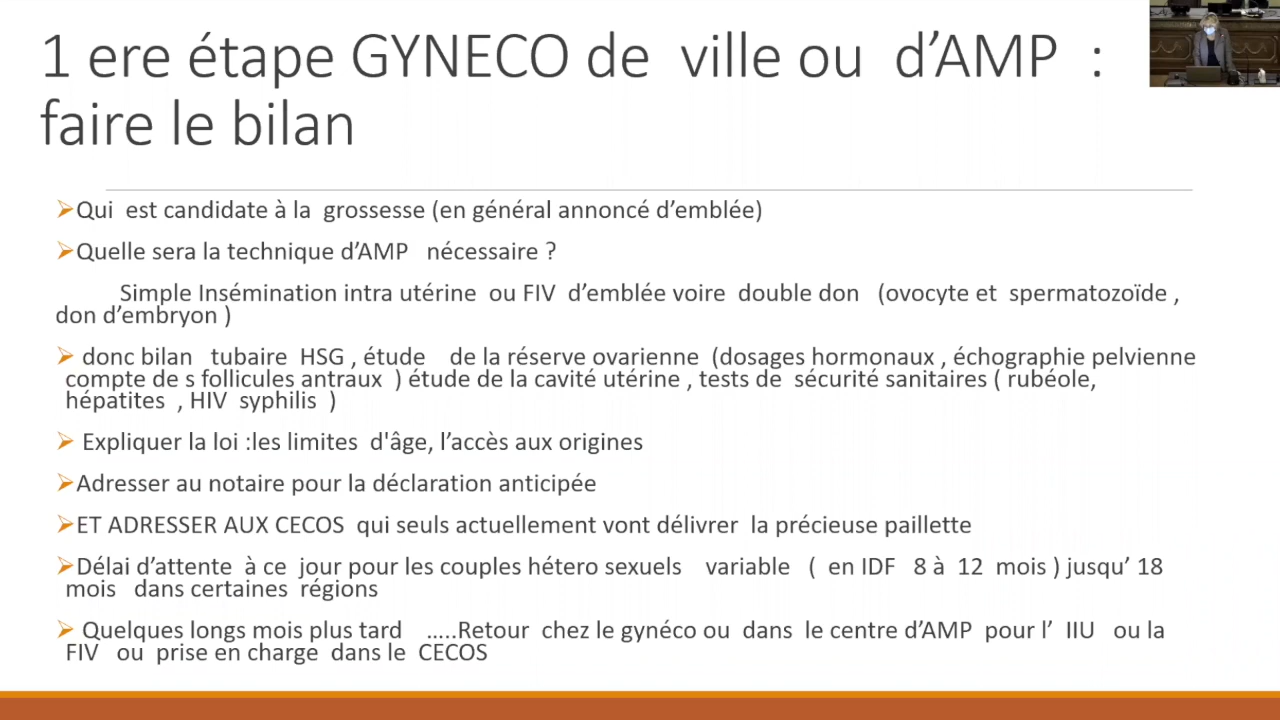 1 ere étape GYNECO de ville ou d’AMP :
faire le bilan
Qui est candidate à la grossesse (en général annoncé d’emblée)
Quelle sera la technique d’AMP nécessaire ?
Simple Insémination intra utérine ou FIV d’emblée voire double don (ovocyte et spermatozoïde ,
don d’embryon )
donc bilan tubaire HSG , étude de la réserve ovarienne (dosages hormonaux , échographie pelvienne
compte de s follicules antraux ) étude de la cavité utérine , tests de sécurité sanitaires ( rubéole,
hépatites , HIV syphilis )
Expliquer la loi :les limites d'âge, l’accès aux origines
Adresser au notaire pour la déclaration anticipée
ET ADRESSER AUX CECOS qui seuls actuellement vont délivrer la précieuse paillette
Délai d’attente à ce jour pour les couples hétero sexuels variable ( en IDF 8 à 12 mois ) jusqu’ 18
mois dans certaines régions
Quelques longs mois plus tard …..Retour chez le gynéco ou dans le centre d’AMP pour l’ IIU ou la
FIV ou prise en charge dans le CECOS